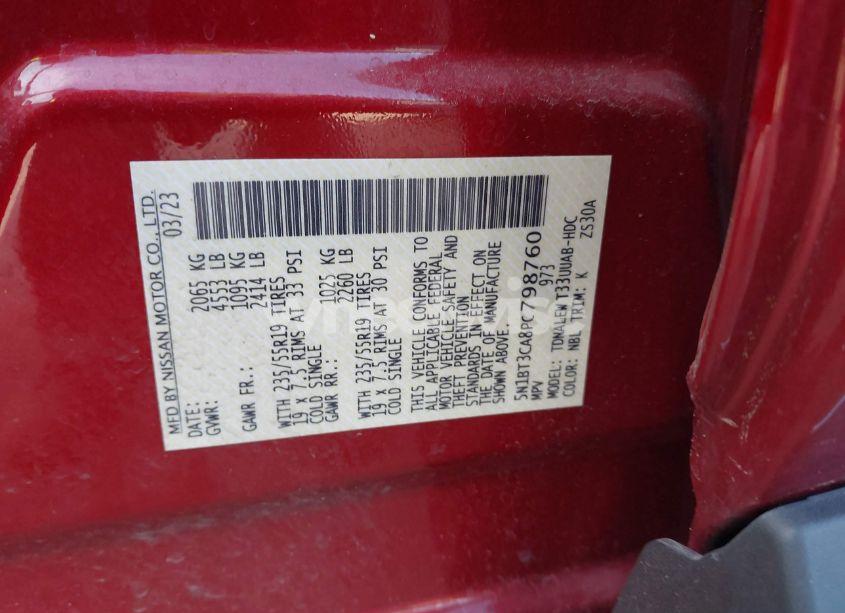 MFD BY NISSAN MOTOR CO., LTD.
DATE: 03/23
GVWR: 2065 KG
4553 LB
GAWR FR.: 1095 KG
2414 LB
WITH 235/55R19 TIRES
19 X 7.5 RIMS AT 33 PSI
COLD SINGLE
GAWR RR.: 1025 KG
2260 LB
WITH 235/55R19 TIRES
19 X 7.5 RIMS AT 30 PSI
COLD SINGLE
THIS VEHICLE CONFORMS TO
ALL APPLICABLE FEDERAL
MOTOR VEHICLE SAFETY AND
THEFT PREVENTION
STANDARDS IN EFFECT ON
THE DATE OF MANUFACTURE
SHOWN ABOVE.
5N1BT3CA8PC798760
MPV 973
MODEL: TDMALEW T33UUAB-HDC
COLOR: NBL TRIM: K ZS30A